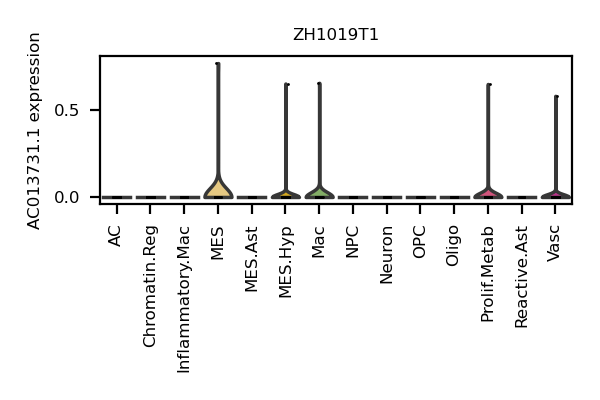 ZH1019T1
AC013731.1 expression
0.5
0.0
AC
Chromatin.Reg
Inflammatory.Mac
MES
MES.Ast
MES.Hyp
Mac
NPC
Neuron
OPC
Oligo
Prolif.Metab
Reactive.Ast
Vasc